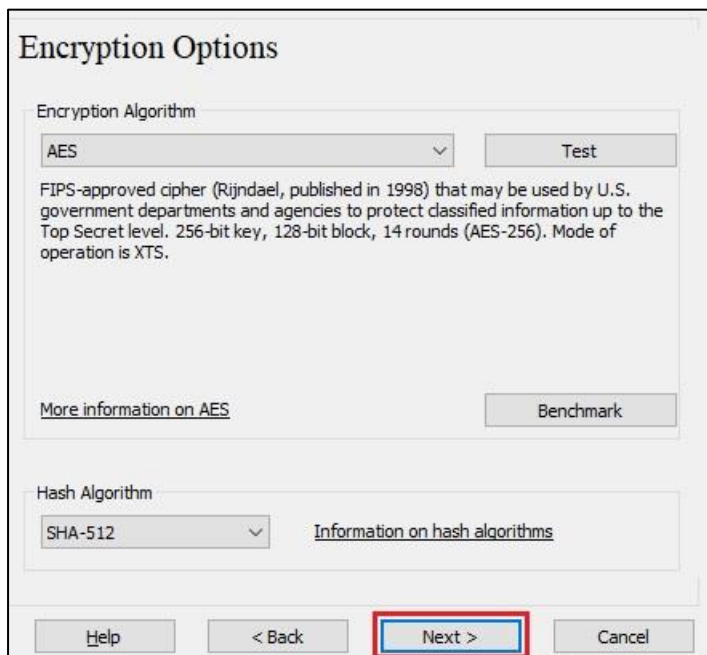 Encryption Options
Encryption Algorithm
AES
Test
FIPS-approved cipher (Rijndael, published in 1998) that may be used by U.S.
government departments and agencies to protect classified information up to the
Top Secret level. 256-bit key, 128-bit block, 14 rounds (AES-256). Mode of
operation is XTS.
More information on AES
Benchmark
Hash Algorithm
SHA-512
Information on hash algorithms
Help
< Back
Next >
Cancel